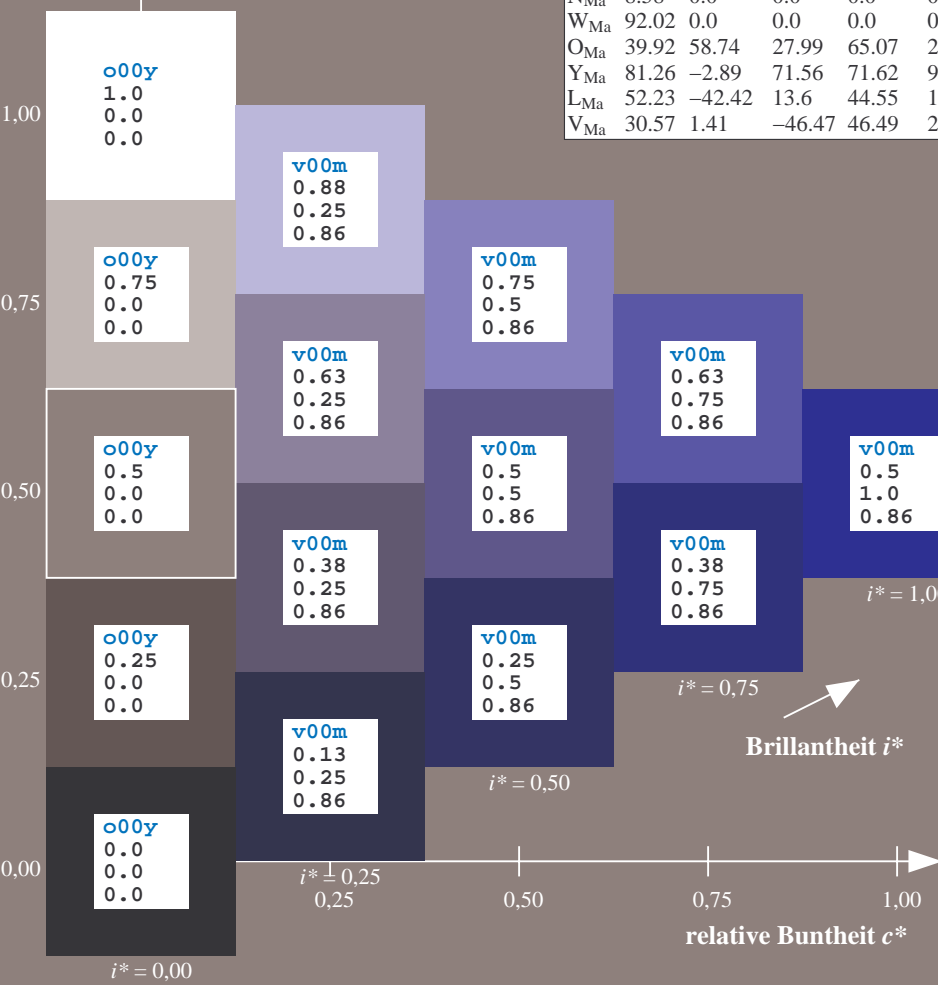 W_Ma 92.02 0.0 0.0 0.0 0
O_Ma 39.92 58.74 27.99 65.07 2
Y_Ma 81.26 −2.89 71.56 71.62 9
L_Ma 52.23 −42.42 13.6 44.55 1
V_Ma 30.57 1.41 −46.47 46.49 2
1,00
0,75
0,50
0,25
0,00
o00y
1.0
0.0
0.0
o00y
0.75
0.0
0.0
o00y
0.5
0.0
0.0
o00y
0.25
0.0
0.0
o00y
0.0
0.0
0.0
v00m
0.88
0.25
0.86
v00m
0.63
0.25
0.86
v00m
0.38
0.25
0.86
v00m
0.13
0.25
0.86
v00m
0.75
0.5
0.86
v00m
0.5
0.5
0.86
v00m
0.25
0.5
0.86
v00m
0.63
0.75
0.86
v00m
0.38
0.75
0.86
v00m
0.5
1.0
0.86
i* = 1,0
i* = 0,75
Brillantheit i*
i* = 0,50
i* = 0,25
i* = 0,00
0,25
0,50
0,75
1,00
relative Buntheit c*